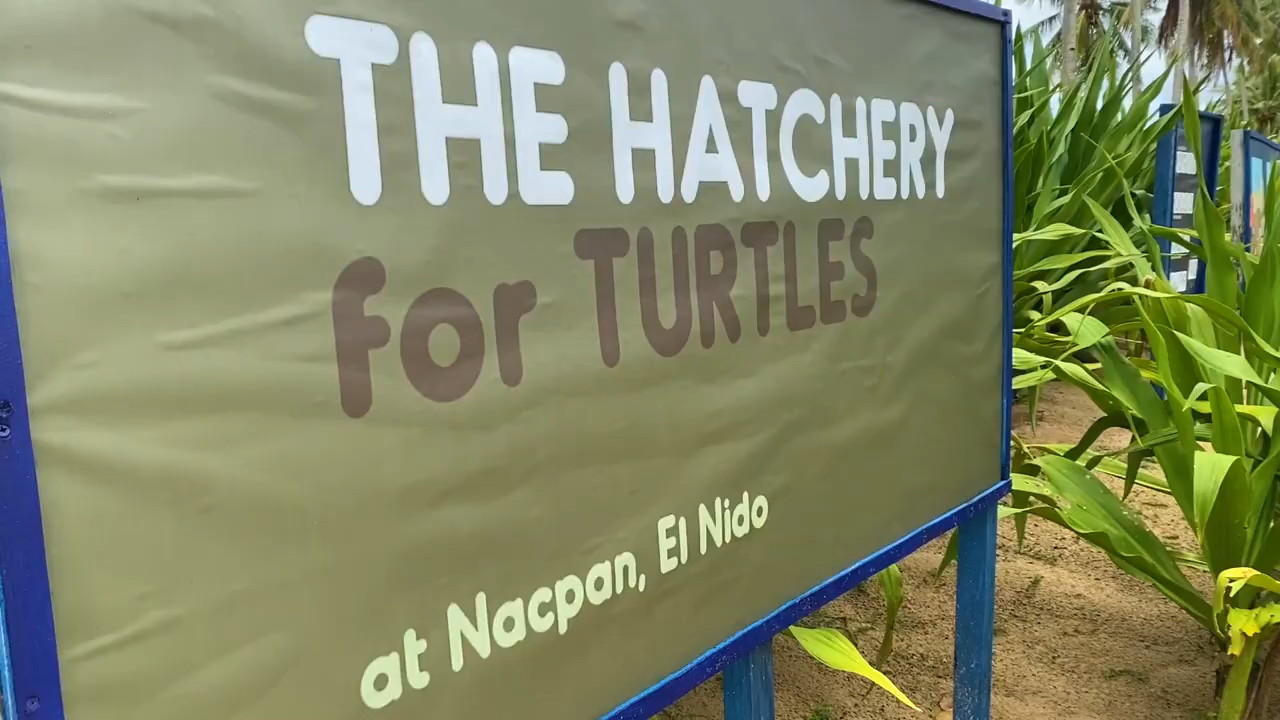 THE HATCHERY
for TURTLES
at Nacpan, El Nido